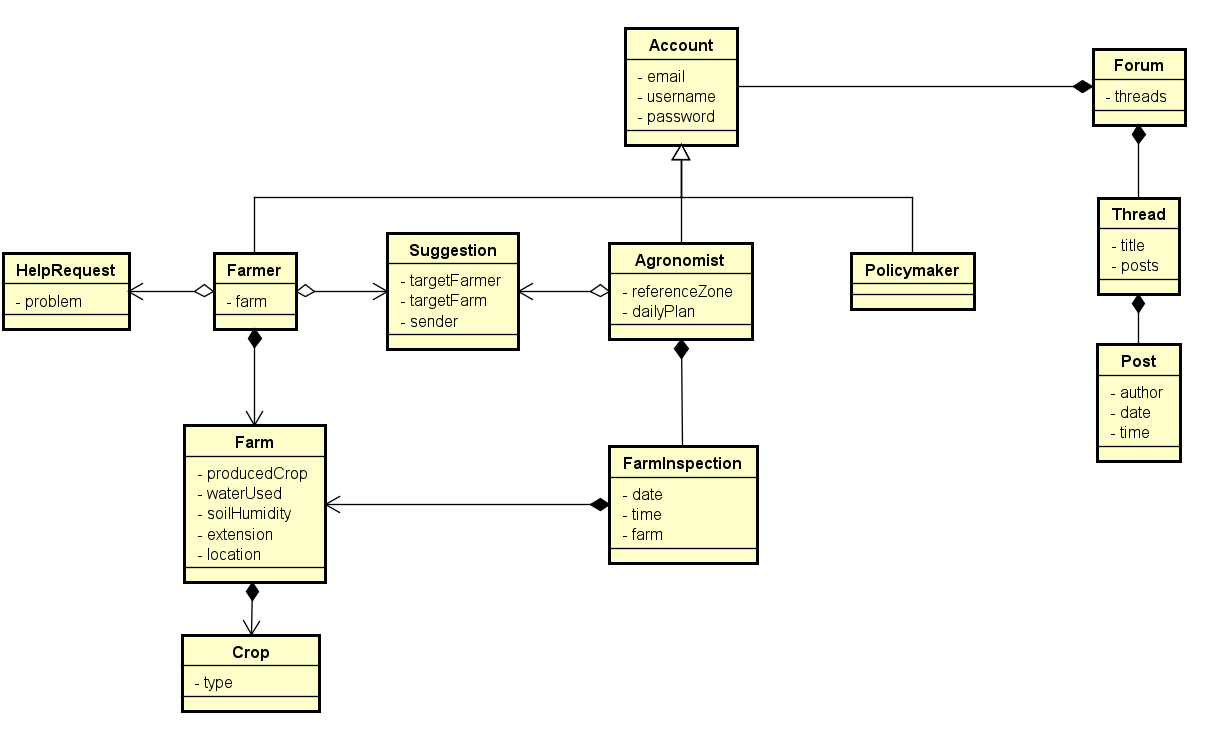 Account
- email
- username
- password
Forum
- threads
Thread
- title
- posts
HelpRequest
- problem
Farmer
- farm
Suggestion
- targetFarmer
- targetFarm
- sender
Agronomist
- referenceZone
- dailyPlan
Policymaker
Post
- author
- date
- time
Farm
- producedCrop
- waterUsed
- soilHumidity
- extension
- location
FarmInspection
- date
- time
- farm
Crop
- type